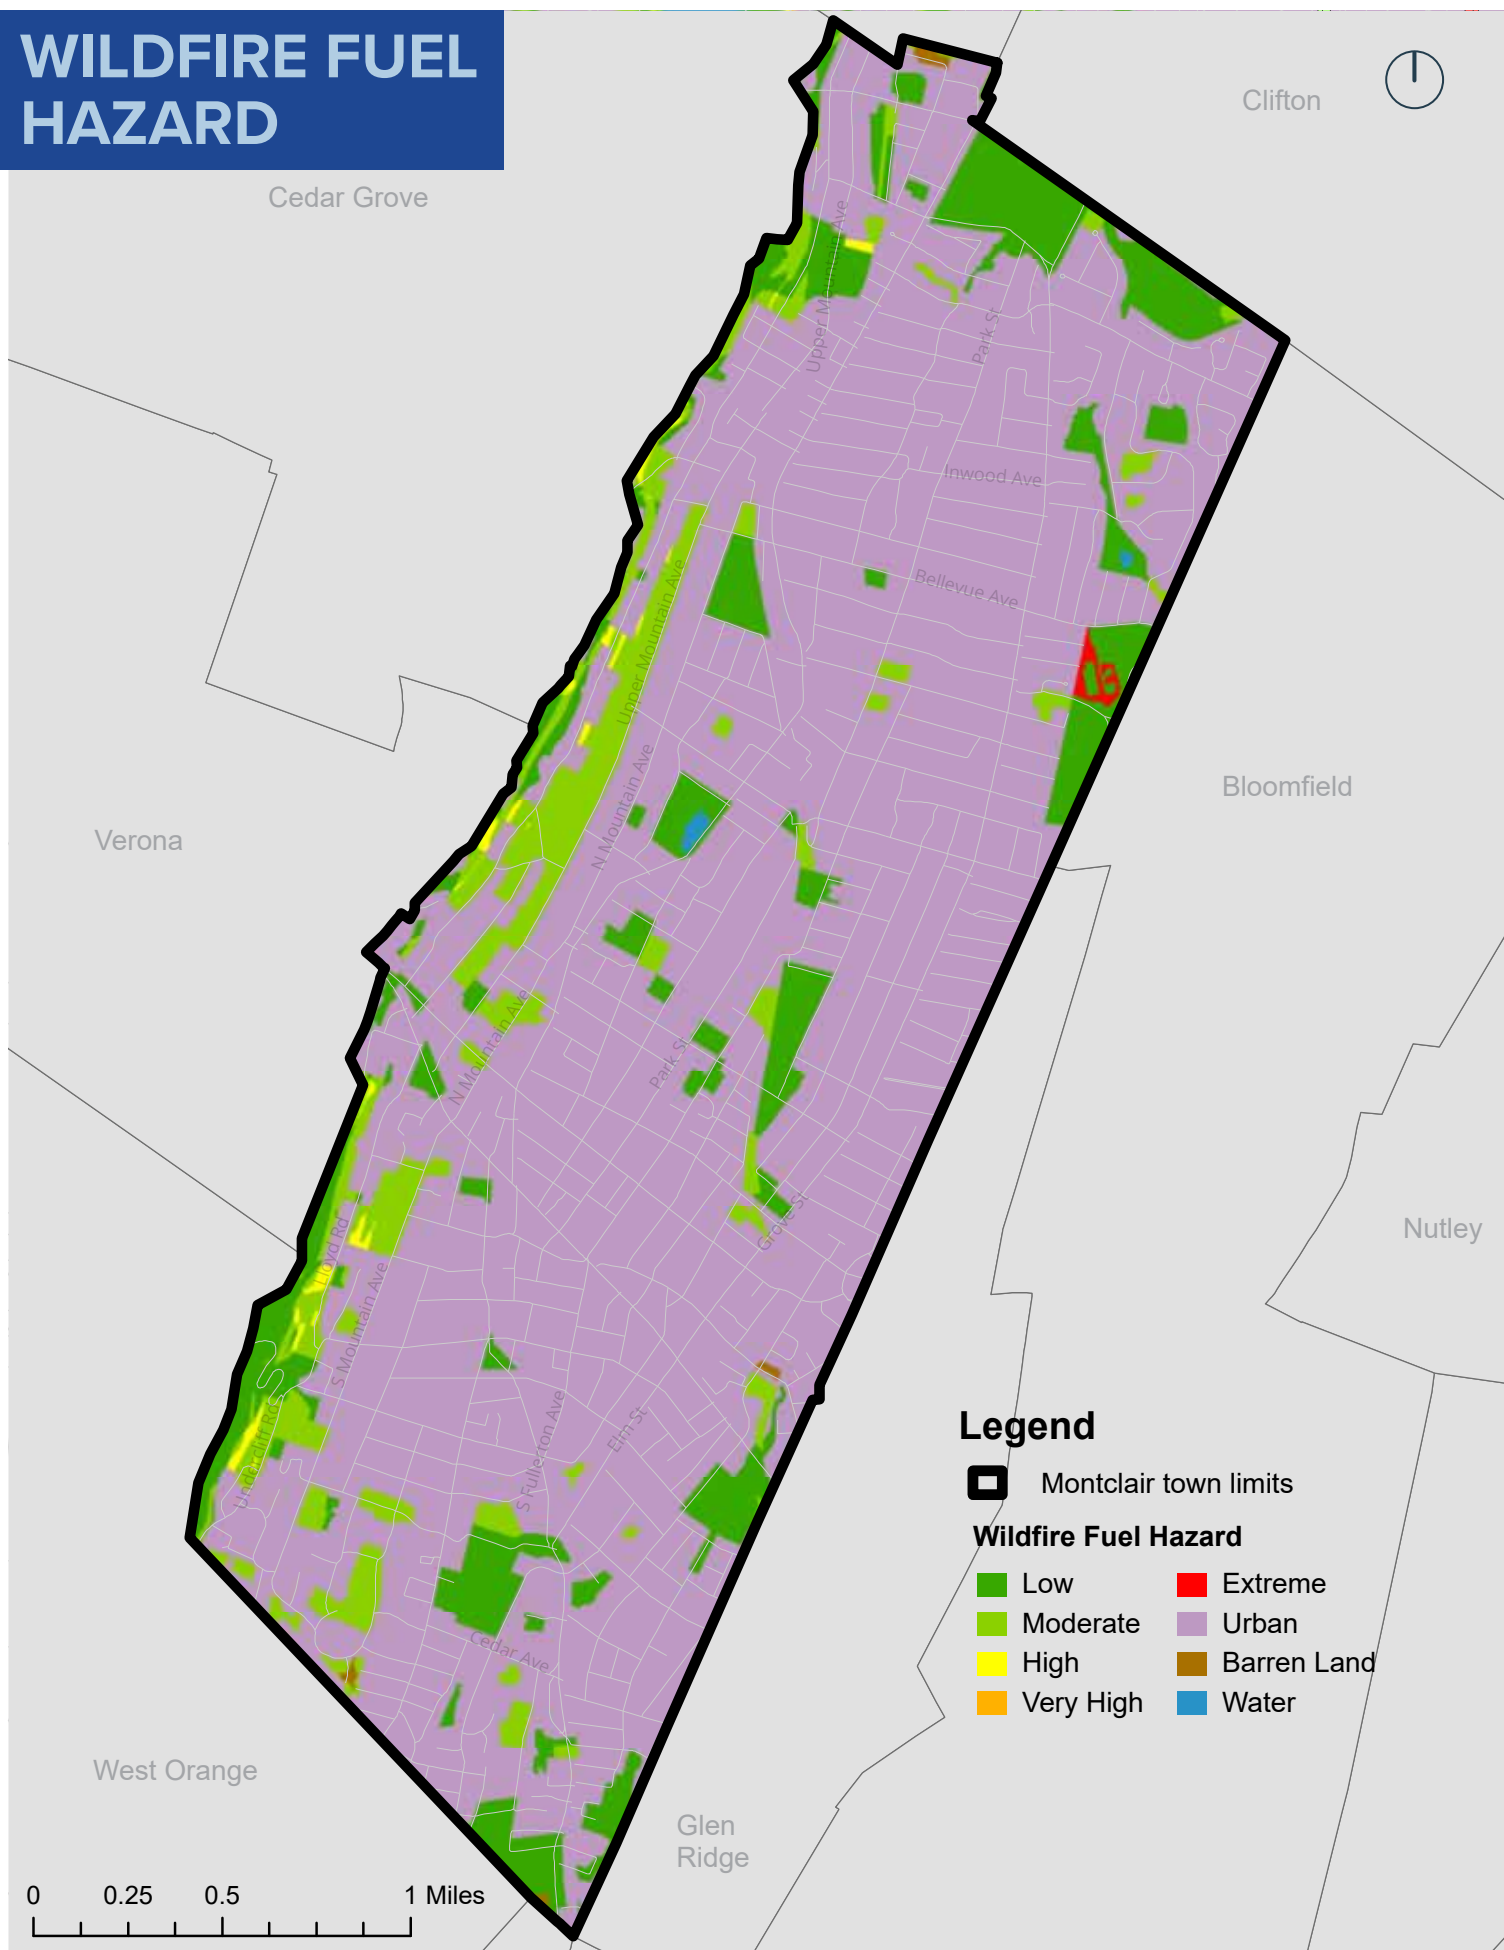 WILDFIRE FUEL
HAZARD
Clifton
Cedar Grove
Upper Mountain Ave
Park St
Inwood Ave
Bellevue Ave
Upper Mountain Ave
N Mountain Ave
Bloomfield
Verona
N Mountain Ave
Park St
Grove St
Nutley
Lloyd Rd
S Mountain Ave
Undercliff Rd
S Fullerton Ave
Elm St
Cedar Ave
Legend
Montclair town limits
Wildfire Fuel Hazard
Low
Extreme
Moderate
Urban
High
Barren Land
Very High
Water
West Orange
Glen
Ridge
0 0.25 0.5 1 Miles